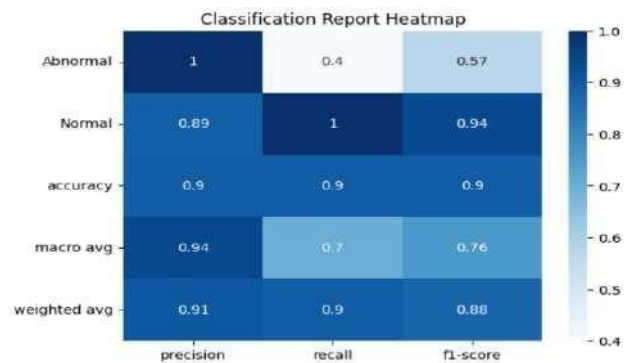 Classification Report Heatmap
Abnormal 1 0.4 0.57
Normal 0.89 1 0.94
accuracy 0.9 0.9 0.9
macro avg 0.94 0.7 0.76
weighted avg 0.91 0.9 0.88
precision recall f1-score
1.0
0.9
0.8
0.7
0.6
0.5
0.4